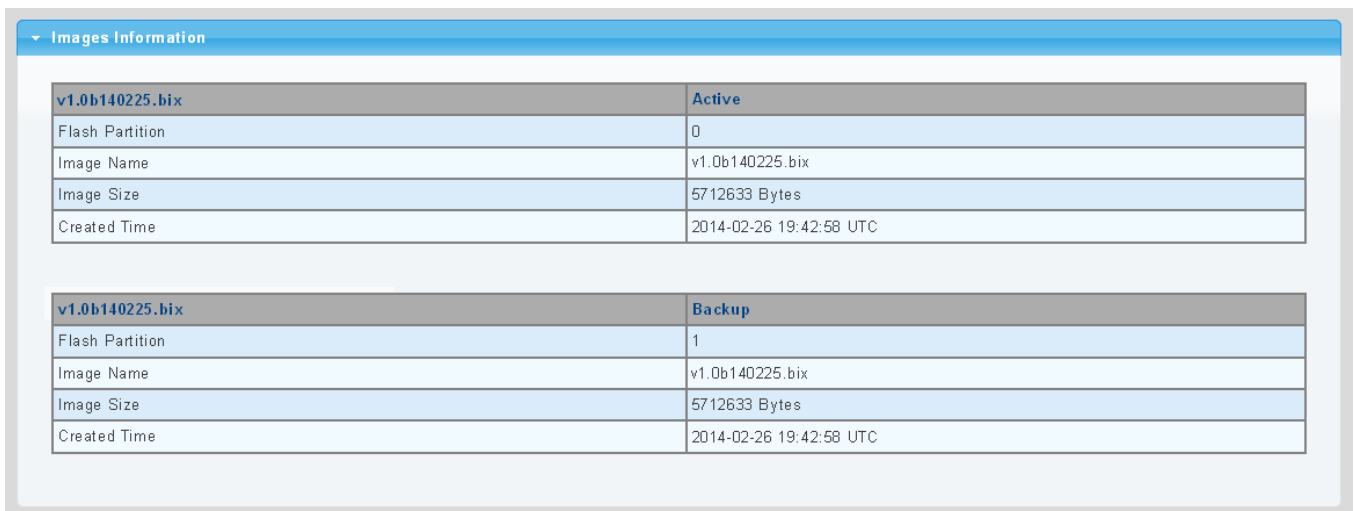 Images Information
v1.0b140225.bix Active
Flash Partition 0
Image Name v1.0b140225.bix
Image Size 5712633 Bytes
Created Time 2014-02-26 19:42:58 UTC
v1.0b140225.bix Backup
Flash Partition 1
Image Name v1.0b140225.bix
Image Size 5712633 Bytes
Created Time 2014-02-26 19:42:58 UTC